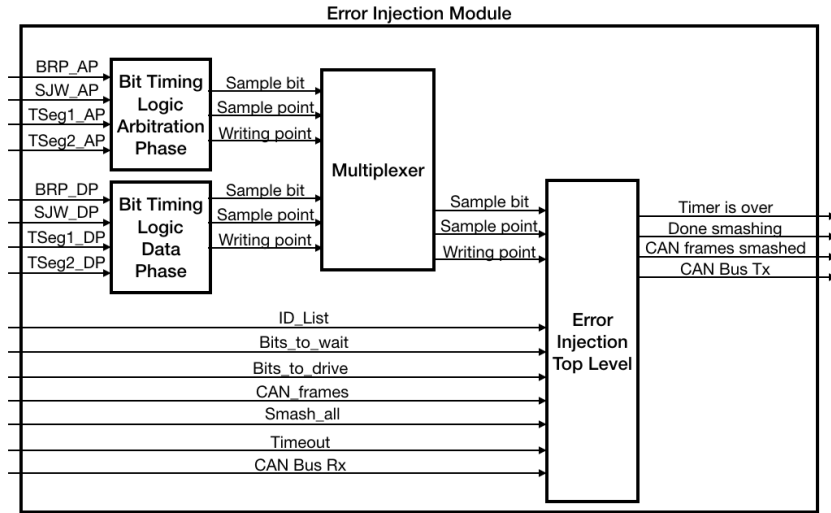 Error Injection Module
BRP_AP
SJW_AP
TSeg1_AP
TSeg2_AP
Bit Timing
Logic
Arbitration
Phase
Sample bit
Sample point
Writing point
BRP_DP
SJW_DP
TSeg1_DP
TSeg2_DP
Bit Timing
Logic
Data
Phase
Sample bit
Sample point
Writing point
Multiplexer
Sample bit
Sample point
Writing point
ID_List
Bits_to_wait
Bits_to_drive
CAN_frames
Smash_all
Timeout
CAN Bus Rx
Error
Injection
Top Level
Timer is over
Done smashing
CAN frames smashed
CAN Bus Tx